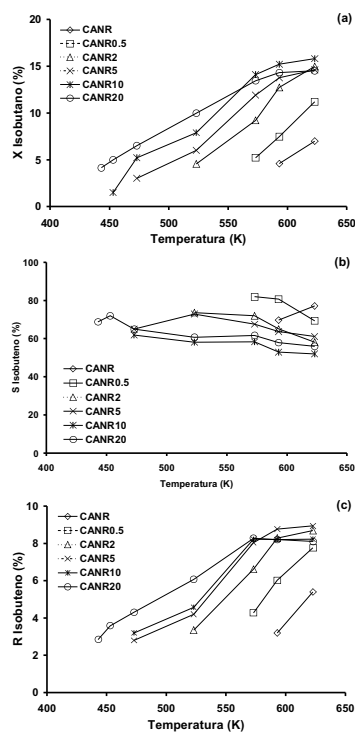 (a)
X Isobutano (%)
20
15
10
5
0
CANR
CANR0.5
CANR2
CANR5
CANR10
CANR20
400 450 500 550 600 650
Temperatura (K)
(b)
S Isobuteno (%)
100
80
60
40
20
0
CANR
CANR0.5
CANR2
CANR5
CANR10
CANR20
400 450 500 550 600 650
Temperatura (K)
(c)
R Isobuteno (%)
10
8
6
4
2
0
CANR
CANR0.5
CANR2
CANR5
CANR10
CANR20
400 450 500 550 600 650
Temperatura (K)